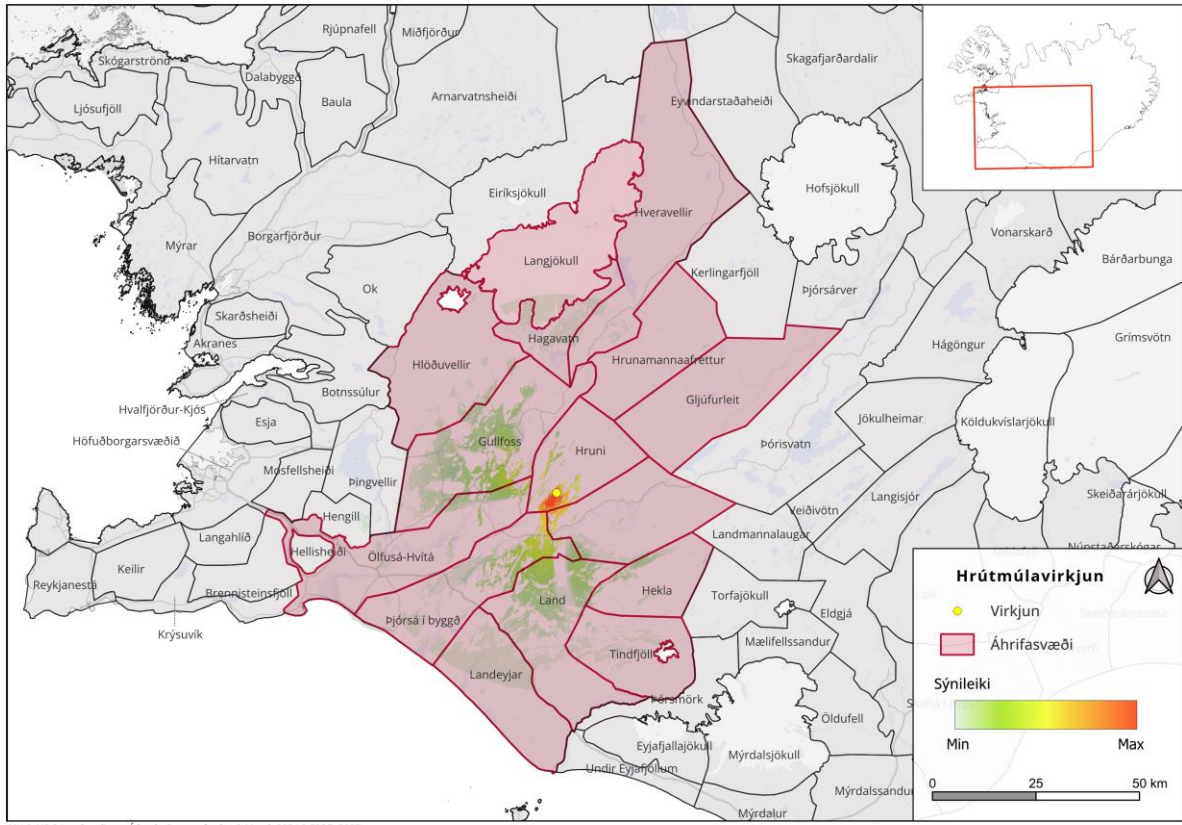 Rjúpnafell
Miðfjörður
Skógarströnd
Skagafjarðardalir
Dalabyggð
Ljósufjöll
Baula
Arnarvatnsheiði
Eyvindarstaðaheiði
Hítarvatn
Eiríksjökull
Hofsjökull
Hveravellir
Vonarskarð
Mýrar
Borgarfjörður
Langjökull
Bárðarbunga
Ok
Kerlingarfjöll
Þjórsárver
Skarðsheiði
Akranes
Hagavatn
Grímsvötn
Hlöðuvellir
Hrunamannaafrettur
Hágöngur
Botnssúlur
Gljúfurleit
Hvalfjörður-Kjós
Esja
Jökulheimar
Köldukvíslarjökull
Höfuðborgarsvæðið
Gullfoss
Þórisvatn
Hruni
Mosfellsheiði
Þingvellir
Langisjór
Skeiðarárjökull
Hengill
Veiðivötn
Langahlíð
Landmannalaugar
Núpstaðarskógar
Hellisheiði
Ölfusá-Hvítá
Keilir
Reykjanestá
Brennisteinsfjöll
Hekla
Torfajökull
Land
Eldgjá
Krýsuvík
Þjórsá í byggð
Mælifellssandur
Tindfjöll
Landeyjar
Þórsmörk
Öldufell
Eyjafjallajökull
Mýrdalsjökull
Undir Eyjafjöllum
Mýrdalssandur
Mýrdalur
Hrútmúlavirkjun
Virkjun
Áhrifasvæði
Sýnileiki
Min Max
0 25 50 km